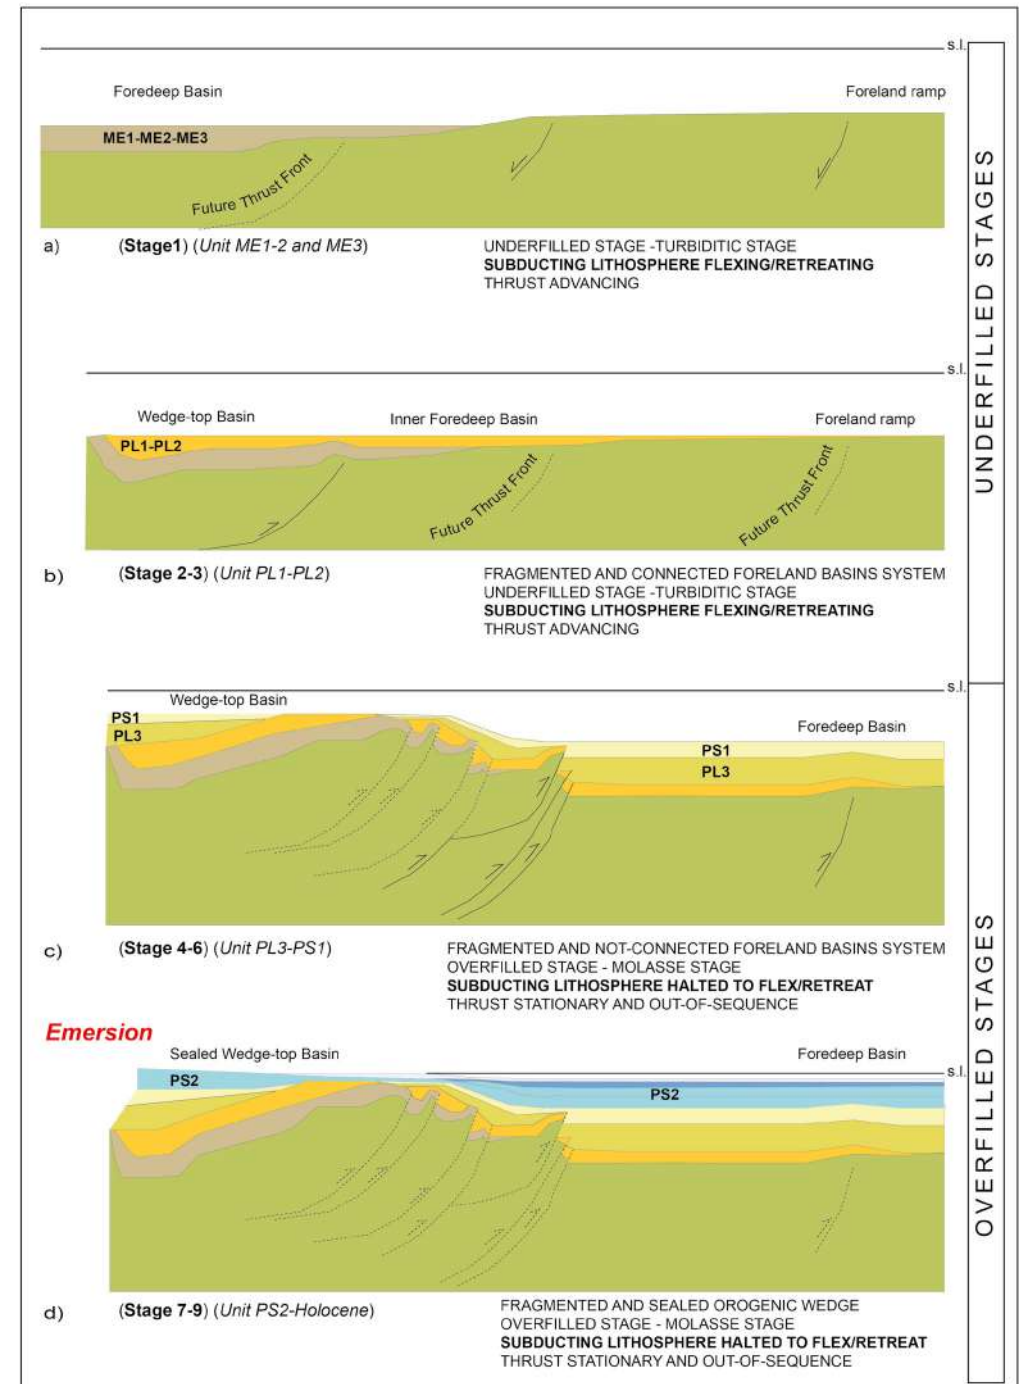 s.l.
Foredeep Basin
Foreland ramp
ME1-ME2-ME3
Future Thrust Front
a)
(Stage1) (Unit ME1-2 and ME3)
UNDERFILLED STAGE -TURBIDITIC STAGE
SUBDUCTING LITHOSPHERE FLEXING/RETREATING
THRUST ADVANCING
UNDERFILLED STAGES
s.l.
Wedge-top Basin
Inner Foredeep Basin
Foreland ramp
PL1-PL2
Future Thrust Front
Future Thrust Front
b)
(Stage 2-3) (Unit PL1-PL2)
FRAGMENTED AND CONNECTED FORELAND BASINS SYSTEM
UNDERFILLED STAGE -TURBIDITIC STAGE
SUBDUCTING LITHOSPHERE FLEXING/RETREATING
THRUST ADVANCING
s.l.
Wedge-top Basin
Foredeep Basin
PS1
PL3
PS1
PL3
c)
(Stage 4-6) (Unit PL3-PS1)
FRAGMENTED AND NOT-CONNECTED FORELAND BASINS SYSTEM
OVERFILLED STAGE - MOLASSE STAGE
SUBDUCTING LITHOSPHERE HALTED TO FLEX/RETREAT
THRUST STATIONARY AND OUT-OF-SEQUENCE
OVERFILLED STAGES
Emersion
Sealed Wedge-top Basin
Foredeep Basin
s.l.
PS2
PS2
d)
(Stage 7-9) (Unit PS2-Holocene)
FRAGMENTED AND SEALED OROGENIC WEDGE
OVERFILLED STAGE - MOLASSE STAGE
SUBDUCTING LITHOSPHERE HALTED TO FLEX/RETREAT
THRUST STATIONARY AND OUT-OF-SEQUENCE